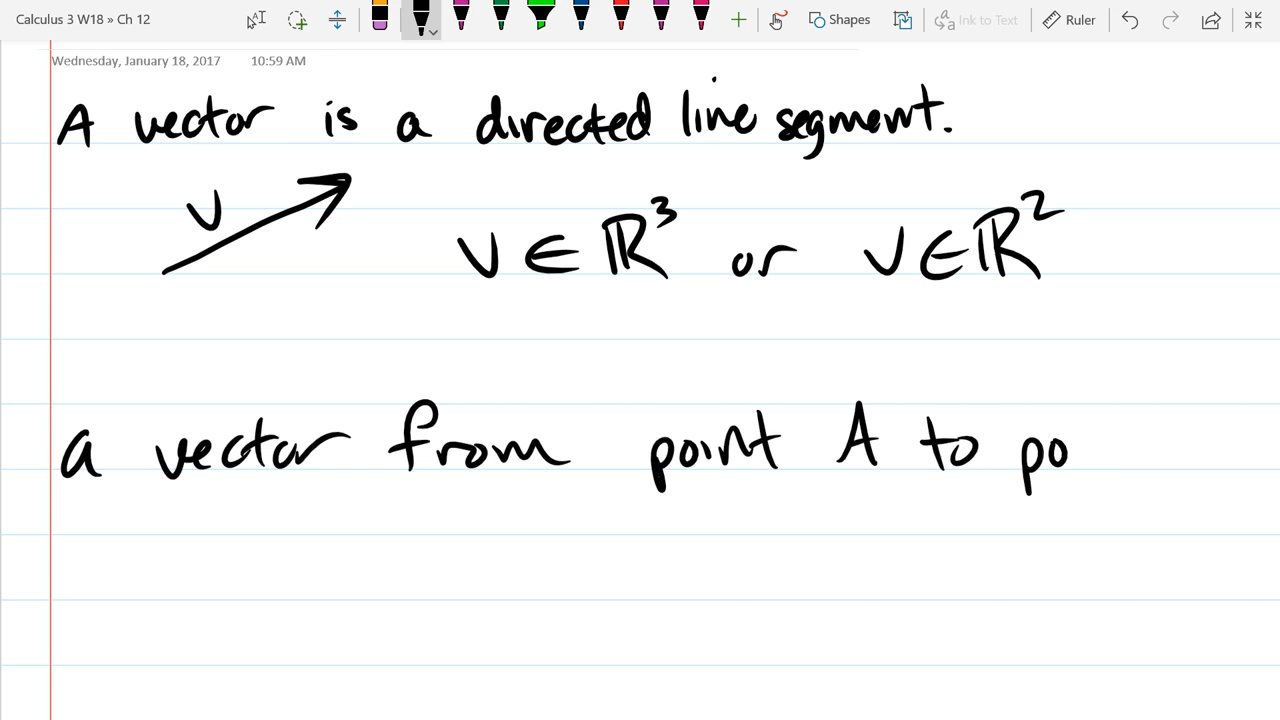 Calculus 3 W18 » Ch 12
Ink to Text
Shapes
Ruler
Wednesday, January 18, 2017 10:59 AM
A vector is a directed line segment.
v
v ∈ ℝ³ or v ∈ ℝ²
a vector from point A to po